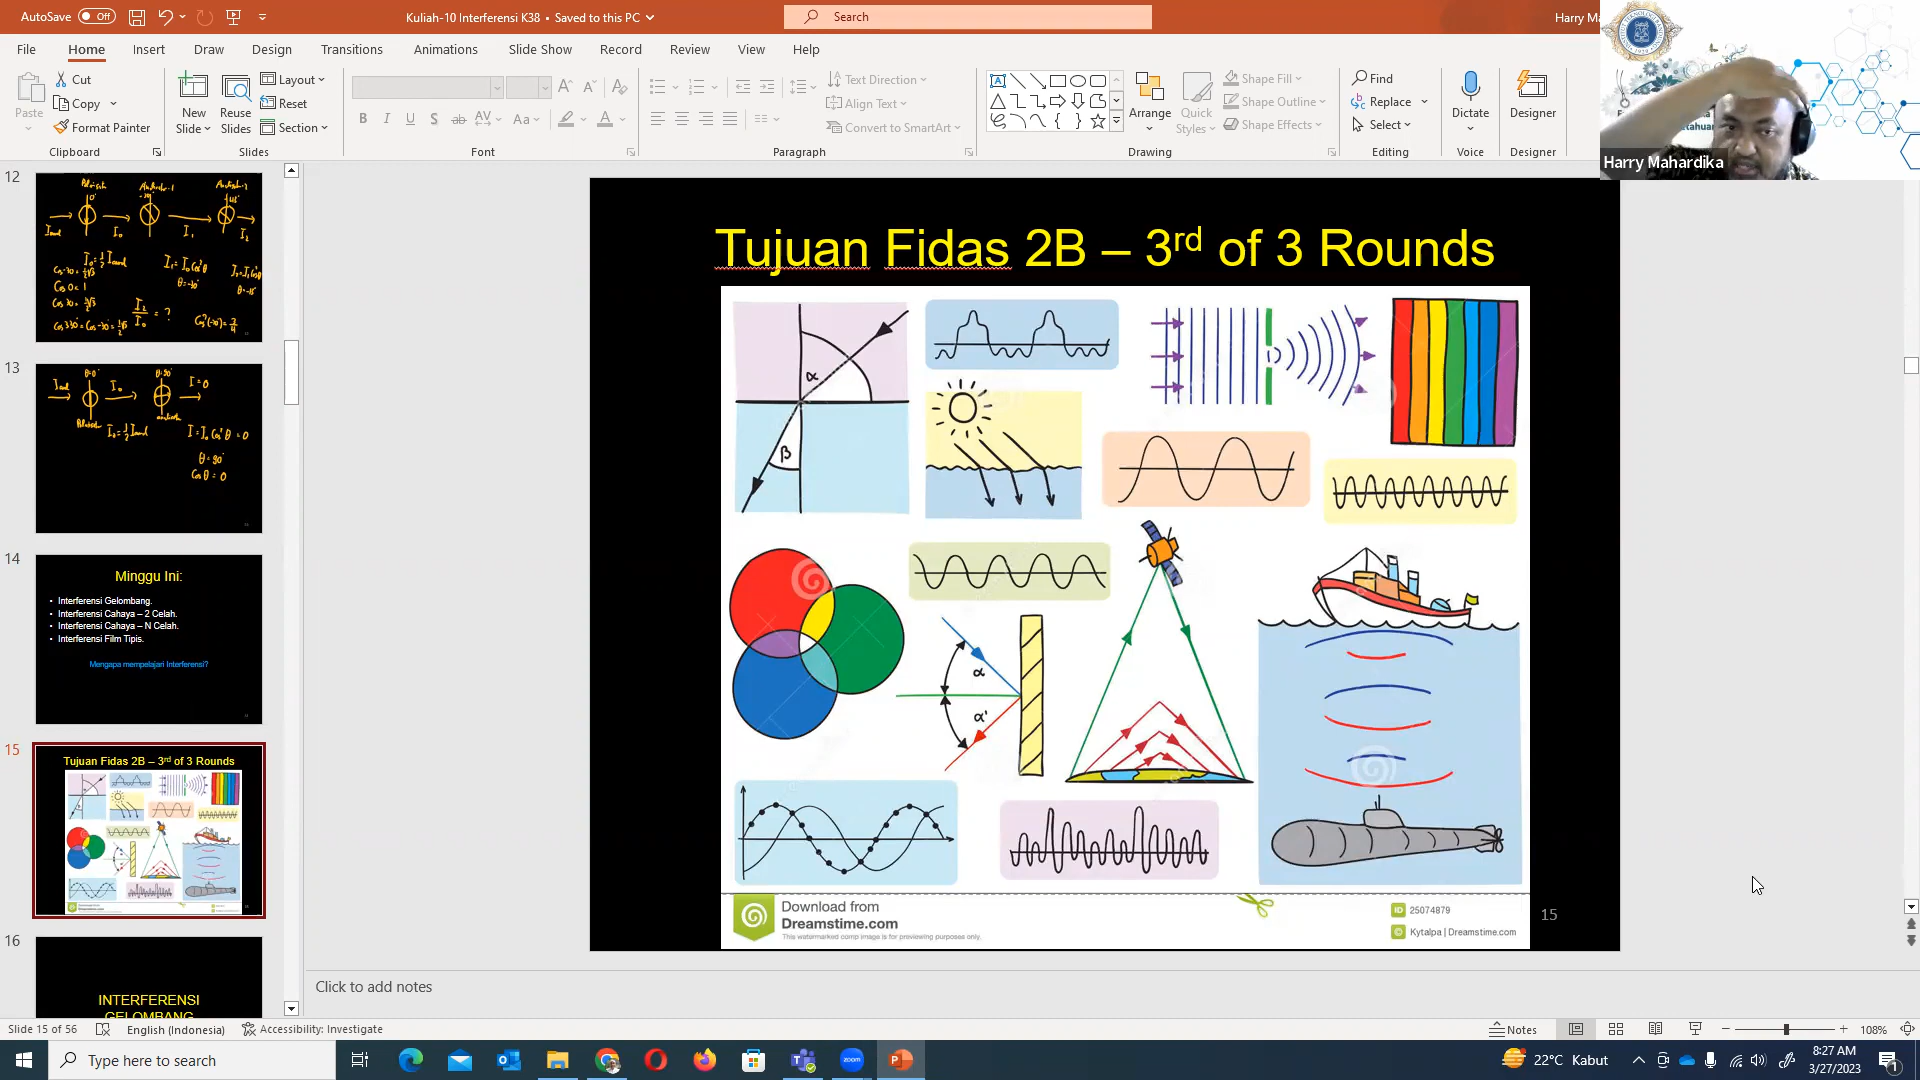 AutoSave Off
Kuliah-10 Interferensi K38 • Saved to this PC
Search
File Home Insert Draw Design Transitions Animations Slide Show Record Review View Help
Paste
Cut
Copy
Format Painter
Clipboard
New Slide
Reuse Slides
Layout
Reset
Section
Slides
Font
Text Direction
Align Text
Convert to SmartArt
Paragraph
Arrange
Quick Styles
Shape Fill
Shape Outline
Shape Effects
Drawing
Find
Replace
Select
Editing
Dictate
Voice
Designer
Designer
Harry Mahardika
12
13
14
Minggu Ini:
• Interferensi Gelombang.
• Interferensi Cahaya – 2 Celah.
• Interferensi Cahaya – N Celah.
• Interferensi Film Tipis.
Mengapa mempelajari Interferensi?
15
Tujuan Fidas 2B – 3rd of 3 Rounds
16
INTERFERENSI
GELOMBANG
Tujuan Fidas 2B – 3rd of 3 Rounds
α
β
α
α'
Download from
Dreamstime.com
This watermarked comp image is for previewing purposes only.
ID 25074879
© Kytalpa | Dreamstime.com
15
Click to add notes
Slide 15 of 56
English (Indonesia)
Accessibility: Investigate
Notes
108%
Type here to search
zoom
22°C Kabut
8:27 AM
3/27/2023
1